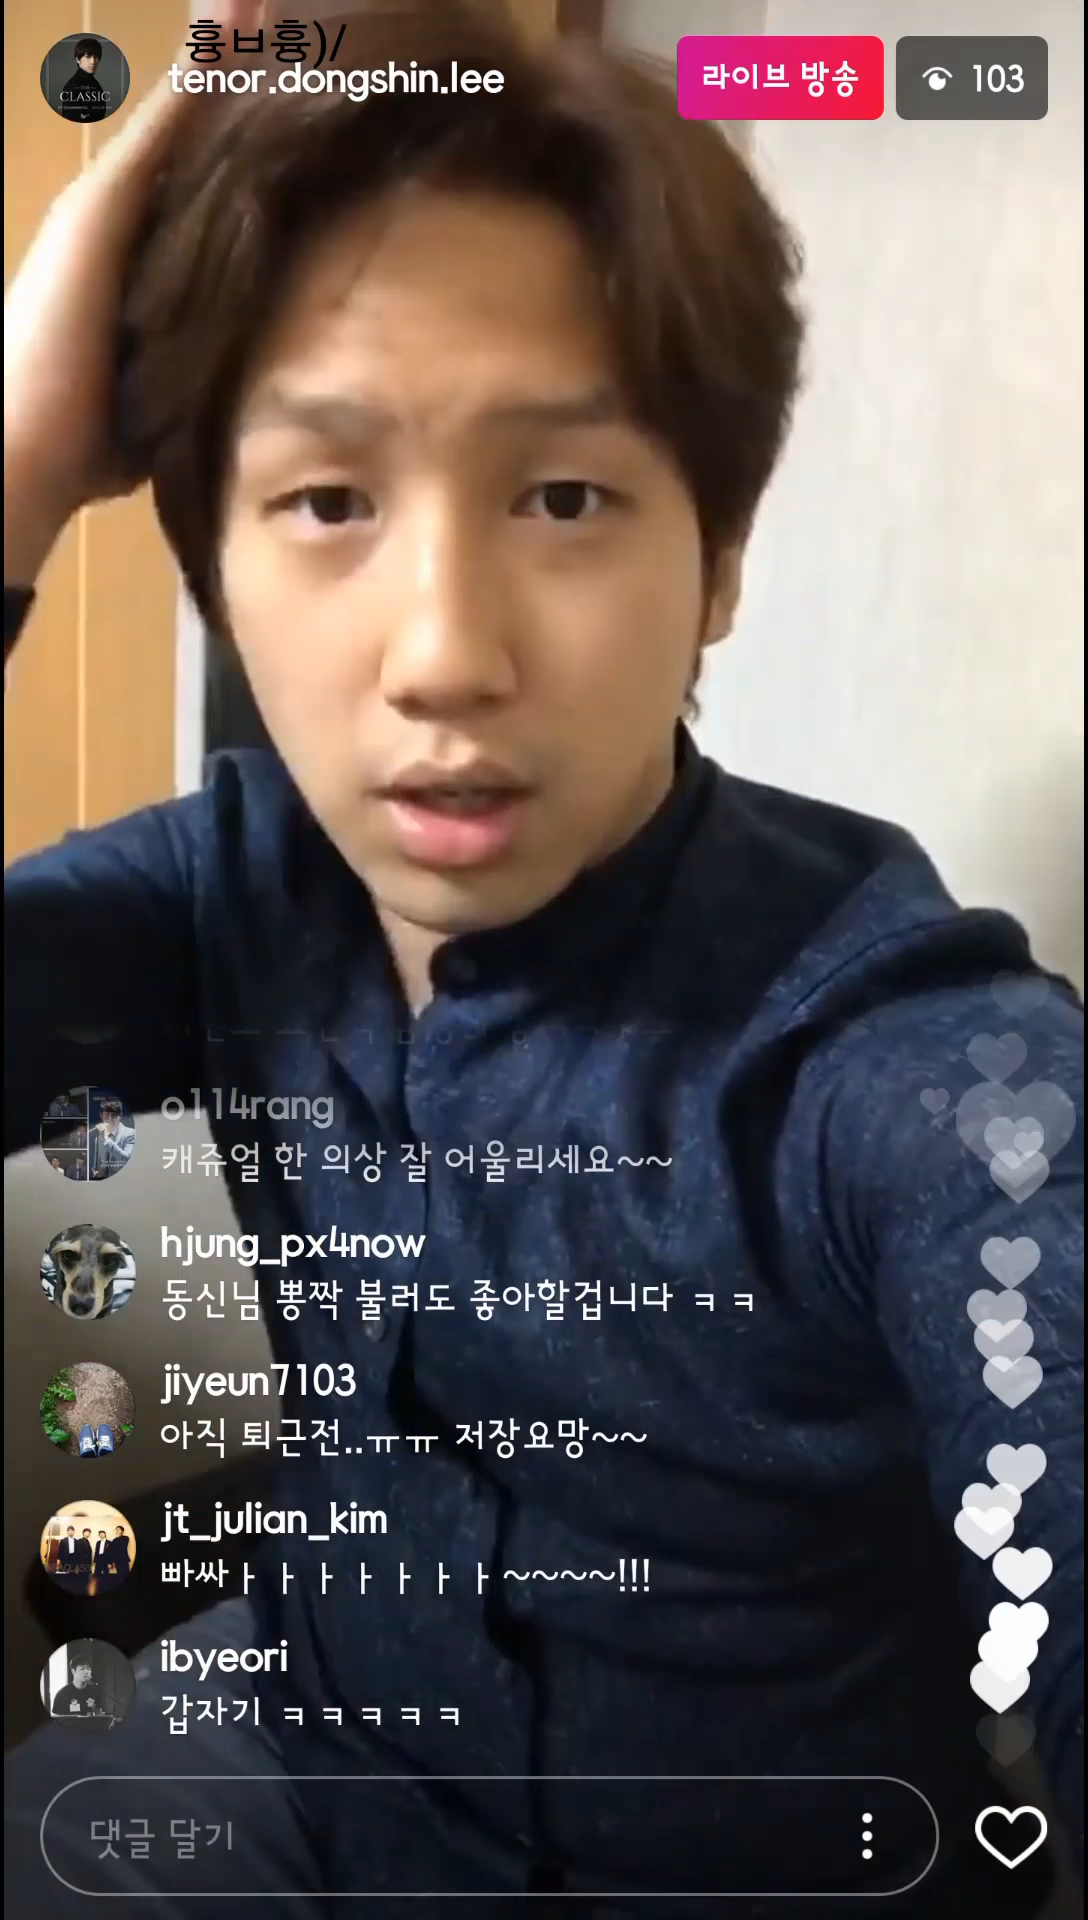 흥ㅂ흥)/
tenor.dongshin.lee
라이브 방송
103
CLASSIC
o114rang
캐쥬얼 한 의상 잘 어울리세요~~
hjung_px4now
동신님 뽕짝 불러도 좋아할겁니다 ㅋㅋ
jiyeun7103
아직 퇴근전..ㅠㅠ 저장요망~~
jt_julian_kim
빠싸ㅏㅏㅏㅏㅏㅏㅏ~~~~!!!
ibyeori
갑자기 ㅋㅋㅋㅋㅋ
댓글 달기